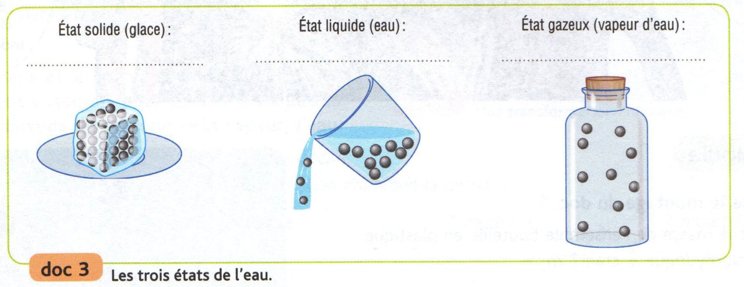 État solide (glace) :
État liquide (eau) :
État gazeux (vapeur d'eau) :
doc 3 Les trois états de l'eau.